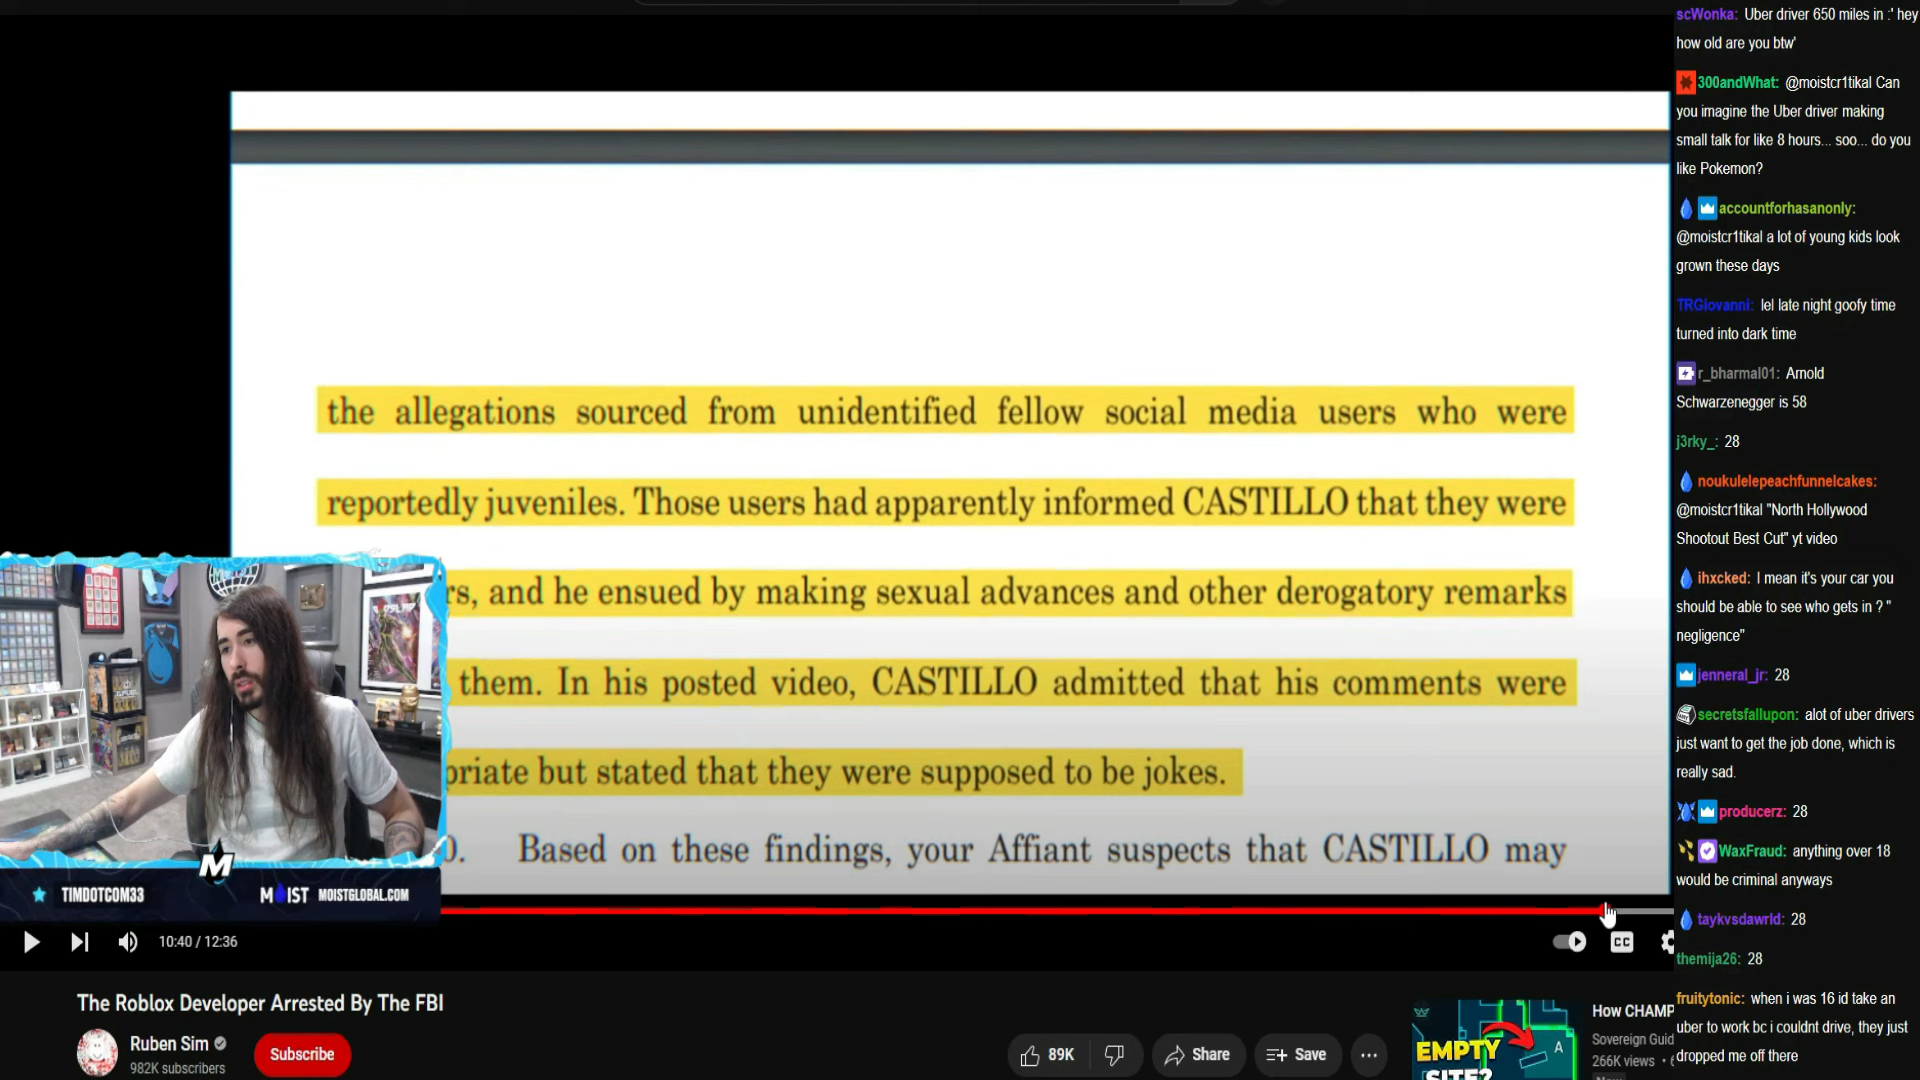 the allegations sourced from unidentified fellow social media users who were
reportedly juveniles. Those users had apparently informed CASTILLO that they were
rs, and he ensued by making sexual advances and other derogatory remarks
them. In his posted video, CASTILLO admitted that his comments were
priate but stated that they were supposed to be jokes.
0. Based on these findings, your Affiant suspects that CASTILLO may
M
TIMDOTCOM33
MOIST MOISTGLOBAL.COM
10:40 / 12:36
CC
The Roblox Developer Arrested By The FBI
Ruben Sim
982K subscribers
Subscribe
89K
Share
Save
EMPTY
SITE?
A
How CHAMP
Sovereign Guid
266K views
scWonka: Uber driver 650 miles in :' hey
how old are you btw'
300andWhat: @moistcr1tikal Can
you imagine the Uber driver making
small talk for like 8 hours... soo... do you
like Pokemon?
accountforhasanonly:
@moistcr1tikal a lot of young kids look
grown these days
TRGiovanni: lel late night goofy time
turned into dark time
r_bharmal01: Arnold
Schwarzenegger is 58
j3rky_: 28
noukulelepeachfunnelcakes:
@moistcr1tikal "North Hollywood
Shootout Best Cut" yt video
ihxcked: I mean it's your car you
should be able to see who gets in ? "
negligence"
jenneral_jr: 28
secretsfallupon: alot of uber drivers
just want to get the job done, which is
really sad.
producerz: 28
WaxFraud: anything over 18
would be criminal anyways
taykvsdawrld: 28
themija26: 28
fruitytonic: when i was 16 id take an
uber to work bc i couldnt drive, they just
dropped me off there